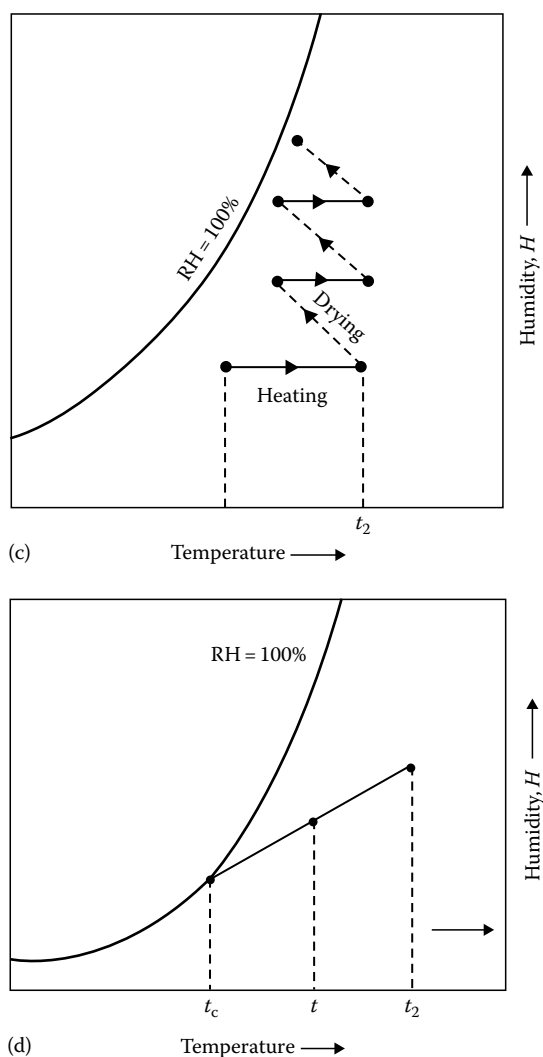 RH = 100%
Humidity, H
Drying
Heating
t2
(c)
Temperature
RH = 100%
Humidity, H
tc
t
t2
(d)
Temperature